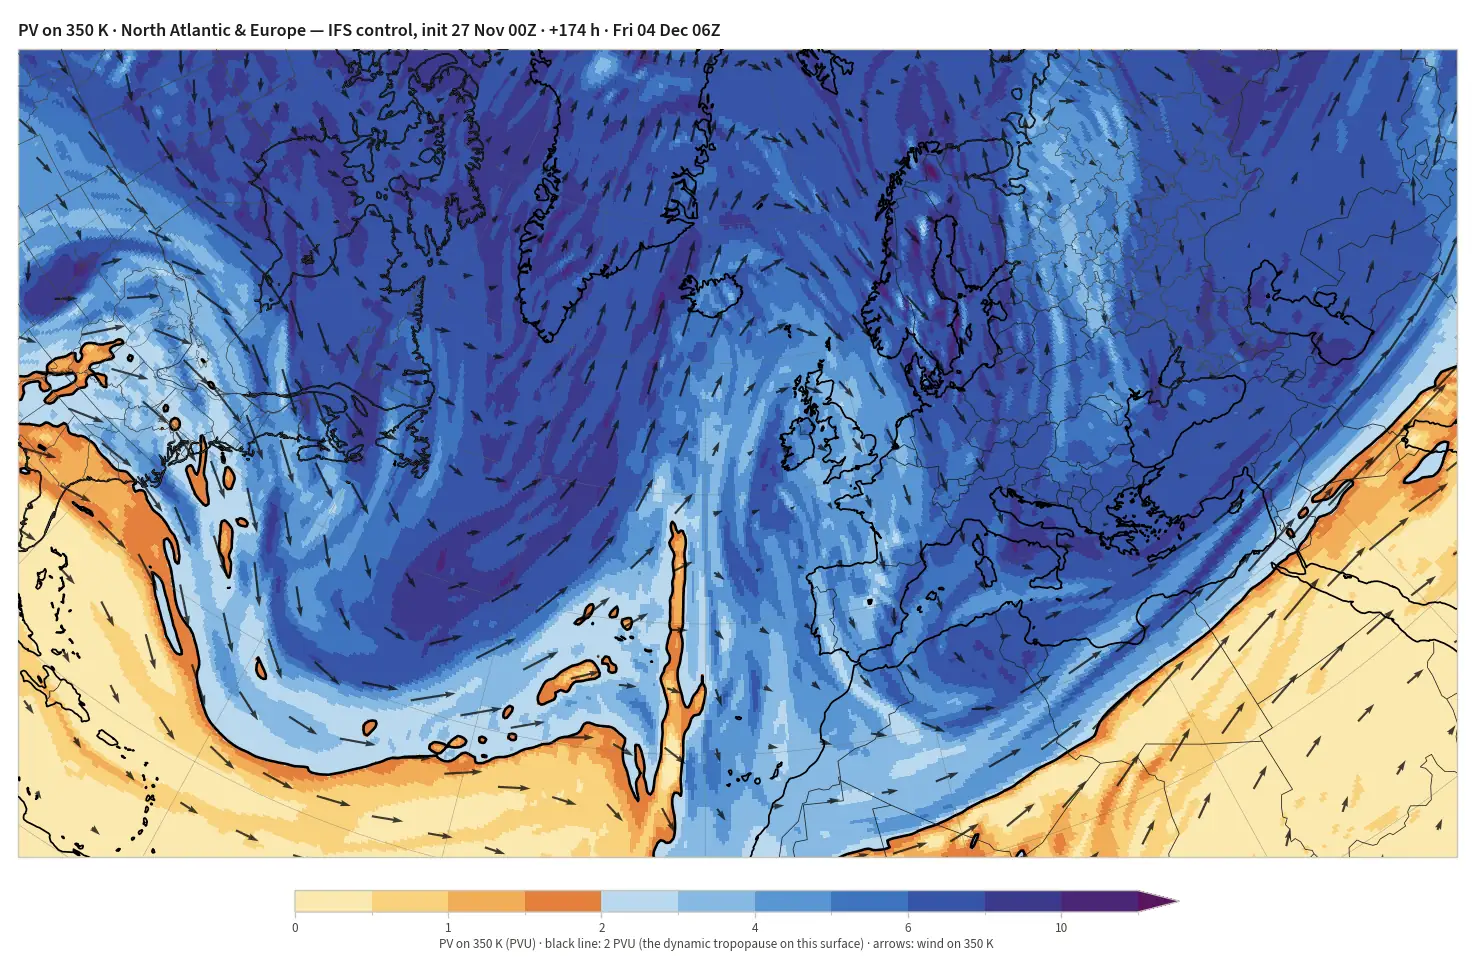 PV on 350 K · North Atlantic & Europe — IFS control, init 27 Nov 00Z · +174 h · Fri 04 Dec 06Z
0 1 2 4 6 10
PV on 350 K (PVU) · black line: 2 PVU (the dynamic tropopause on this surface) · arrows: wind on 350 K